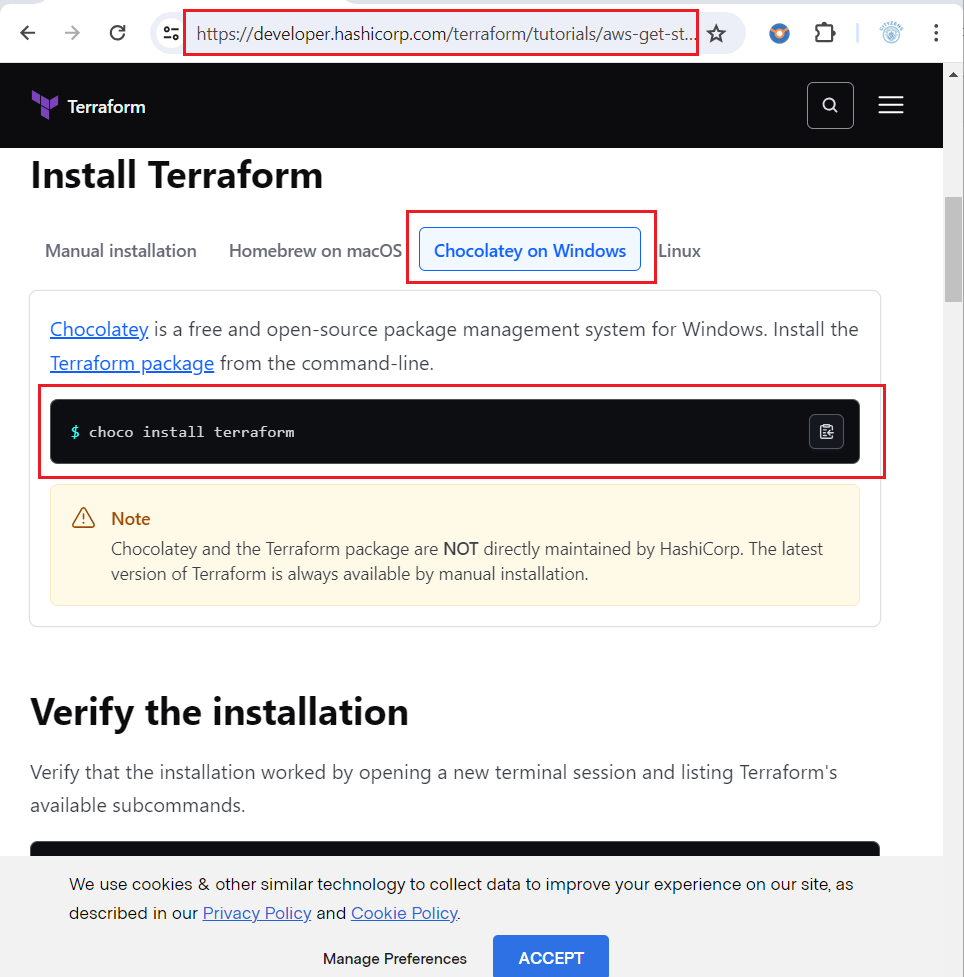 https://developer.hashicorp.com/terraform/tutorials/aws-get-st...
Terraform
Install Terraform
Manual installation Homebrew on macOS Chocolatey on Windows Linux
Chocolatey is a free and open-source package management system for Windows. Install the
Terraform package from the command-line.
$ choco install terraform
Note
Chocolatey and the Terraform package are NOT directly maintained by HashiCorp. The latest
version of Terraform is always available by manual installation.
Verify the installation
Verify that the installation worked by opening a new terminal session and listing Terraform's
available subcommands.
We use cookies & other similar technology to collect data to improve your experience on our site, as
described in our Privacy Policy and Cookie Policy.
Manage Preferences ACCEPT